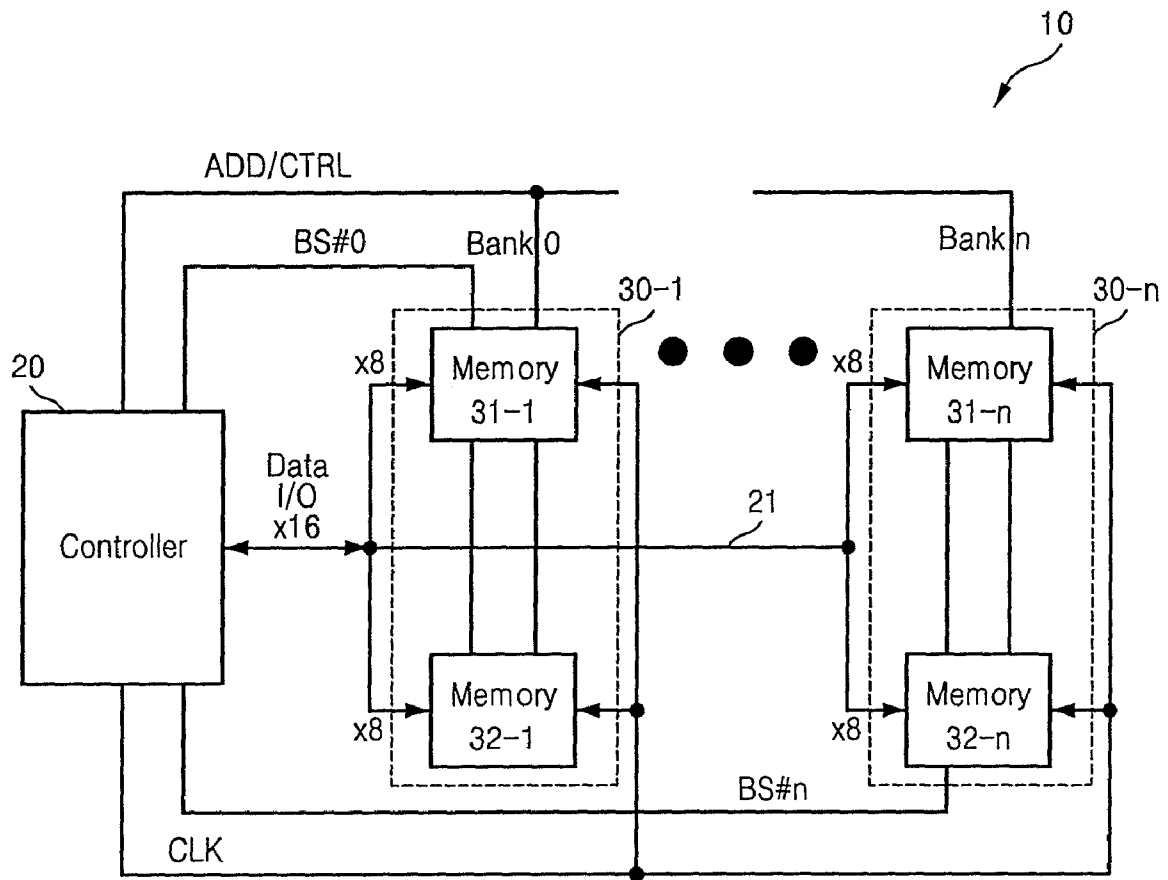 10
ADD/CTRL
BS#0
Bank 0
Bank n
30-1
30-n
20
x8
Memory
31-1
x8
Memory
31-n
Data
I/O
x16
21
Controller
x8
Memory
32-1
x8
Memory
32-n
BS#n
CLK